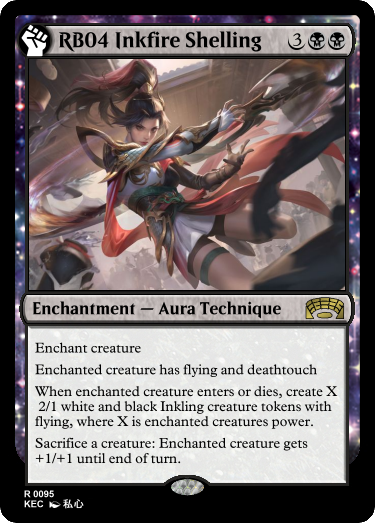 RB04 Inkfire Shelling 3
Enchantment — Aura Technique
Enchant creature
Enchanted creature has flying and deathtouch
When enchanted creature enters or dies, create X
2/1 white and black Inkling creature tokens with
flying, where X is enchanted creatures power.
Sacrifice a creature: Enchanted creature gets
+1/+1 until end of turn.
R 0095
KEC 私心